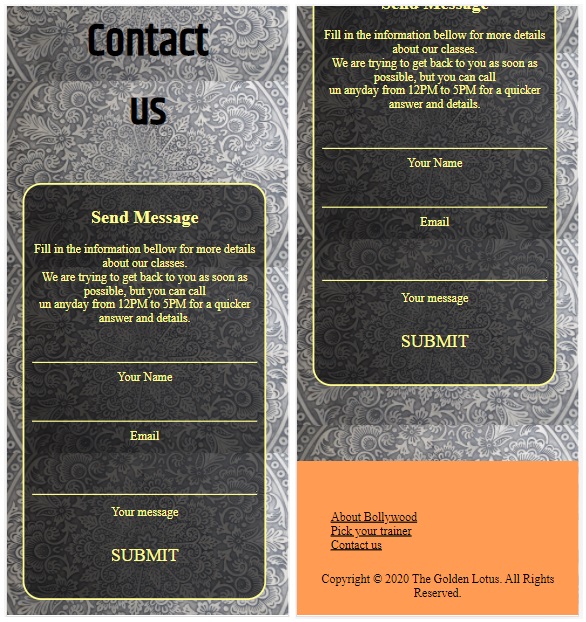 Contact
us
Send Message
Fill in the information bellow for more details
about our classes.
We are trying to get back to you as soon as
possible, but you can call
un anyday from 12PM to 5PM for a quicker
answer and details.
Your Name
Email
Your message
SUBMIT
Send Message
Fill in the information bellow for more details
about our classes.
We are trying to get back to you as soon as
possible, but you can call
un anyday from 12PM to 5PM for a quicker
answer and details.
Your Name
Email
Your message
SUBMIT
About Bollywood
Pick your trainer
Contact us
Copyright © 2020 The Golden Lotus. All Rights
Reserved.